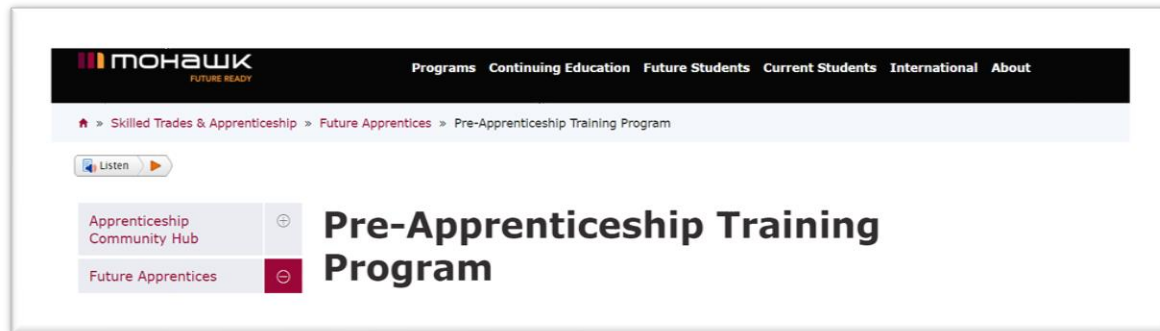 mohawk
FUTURE READY
Programs Continuing Education Future Students Current Students International About
» Skilled Trades & Apprenticeship » Future Apprentices » Pre-Apprenticeship Training Program
Listen
Apprenticeship
Community Hub
Future Apprentices
Pre-Apprenticeship Training
Program